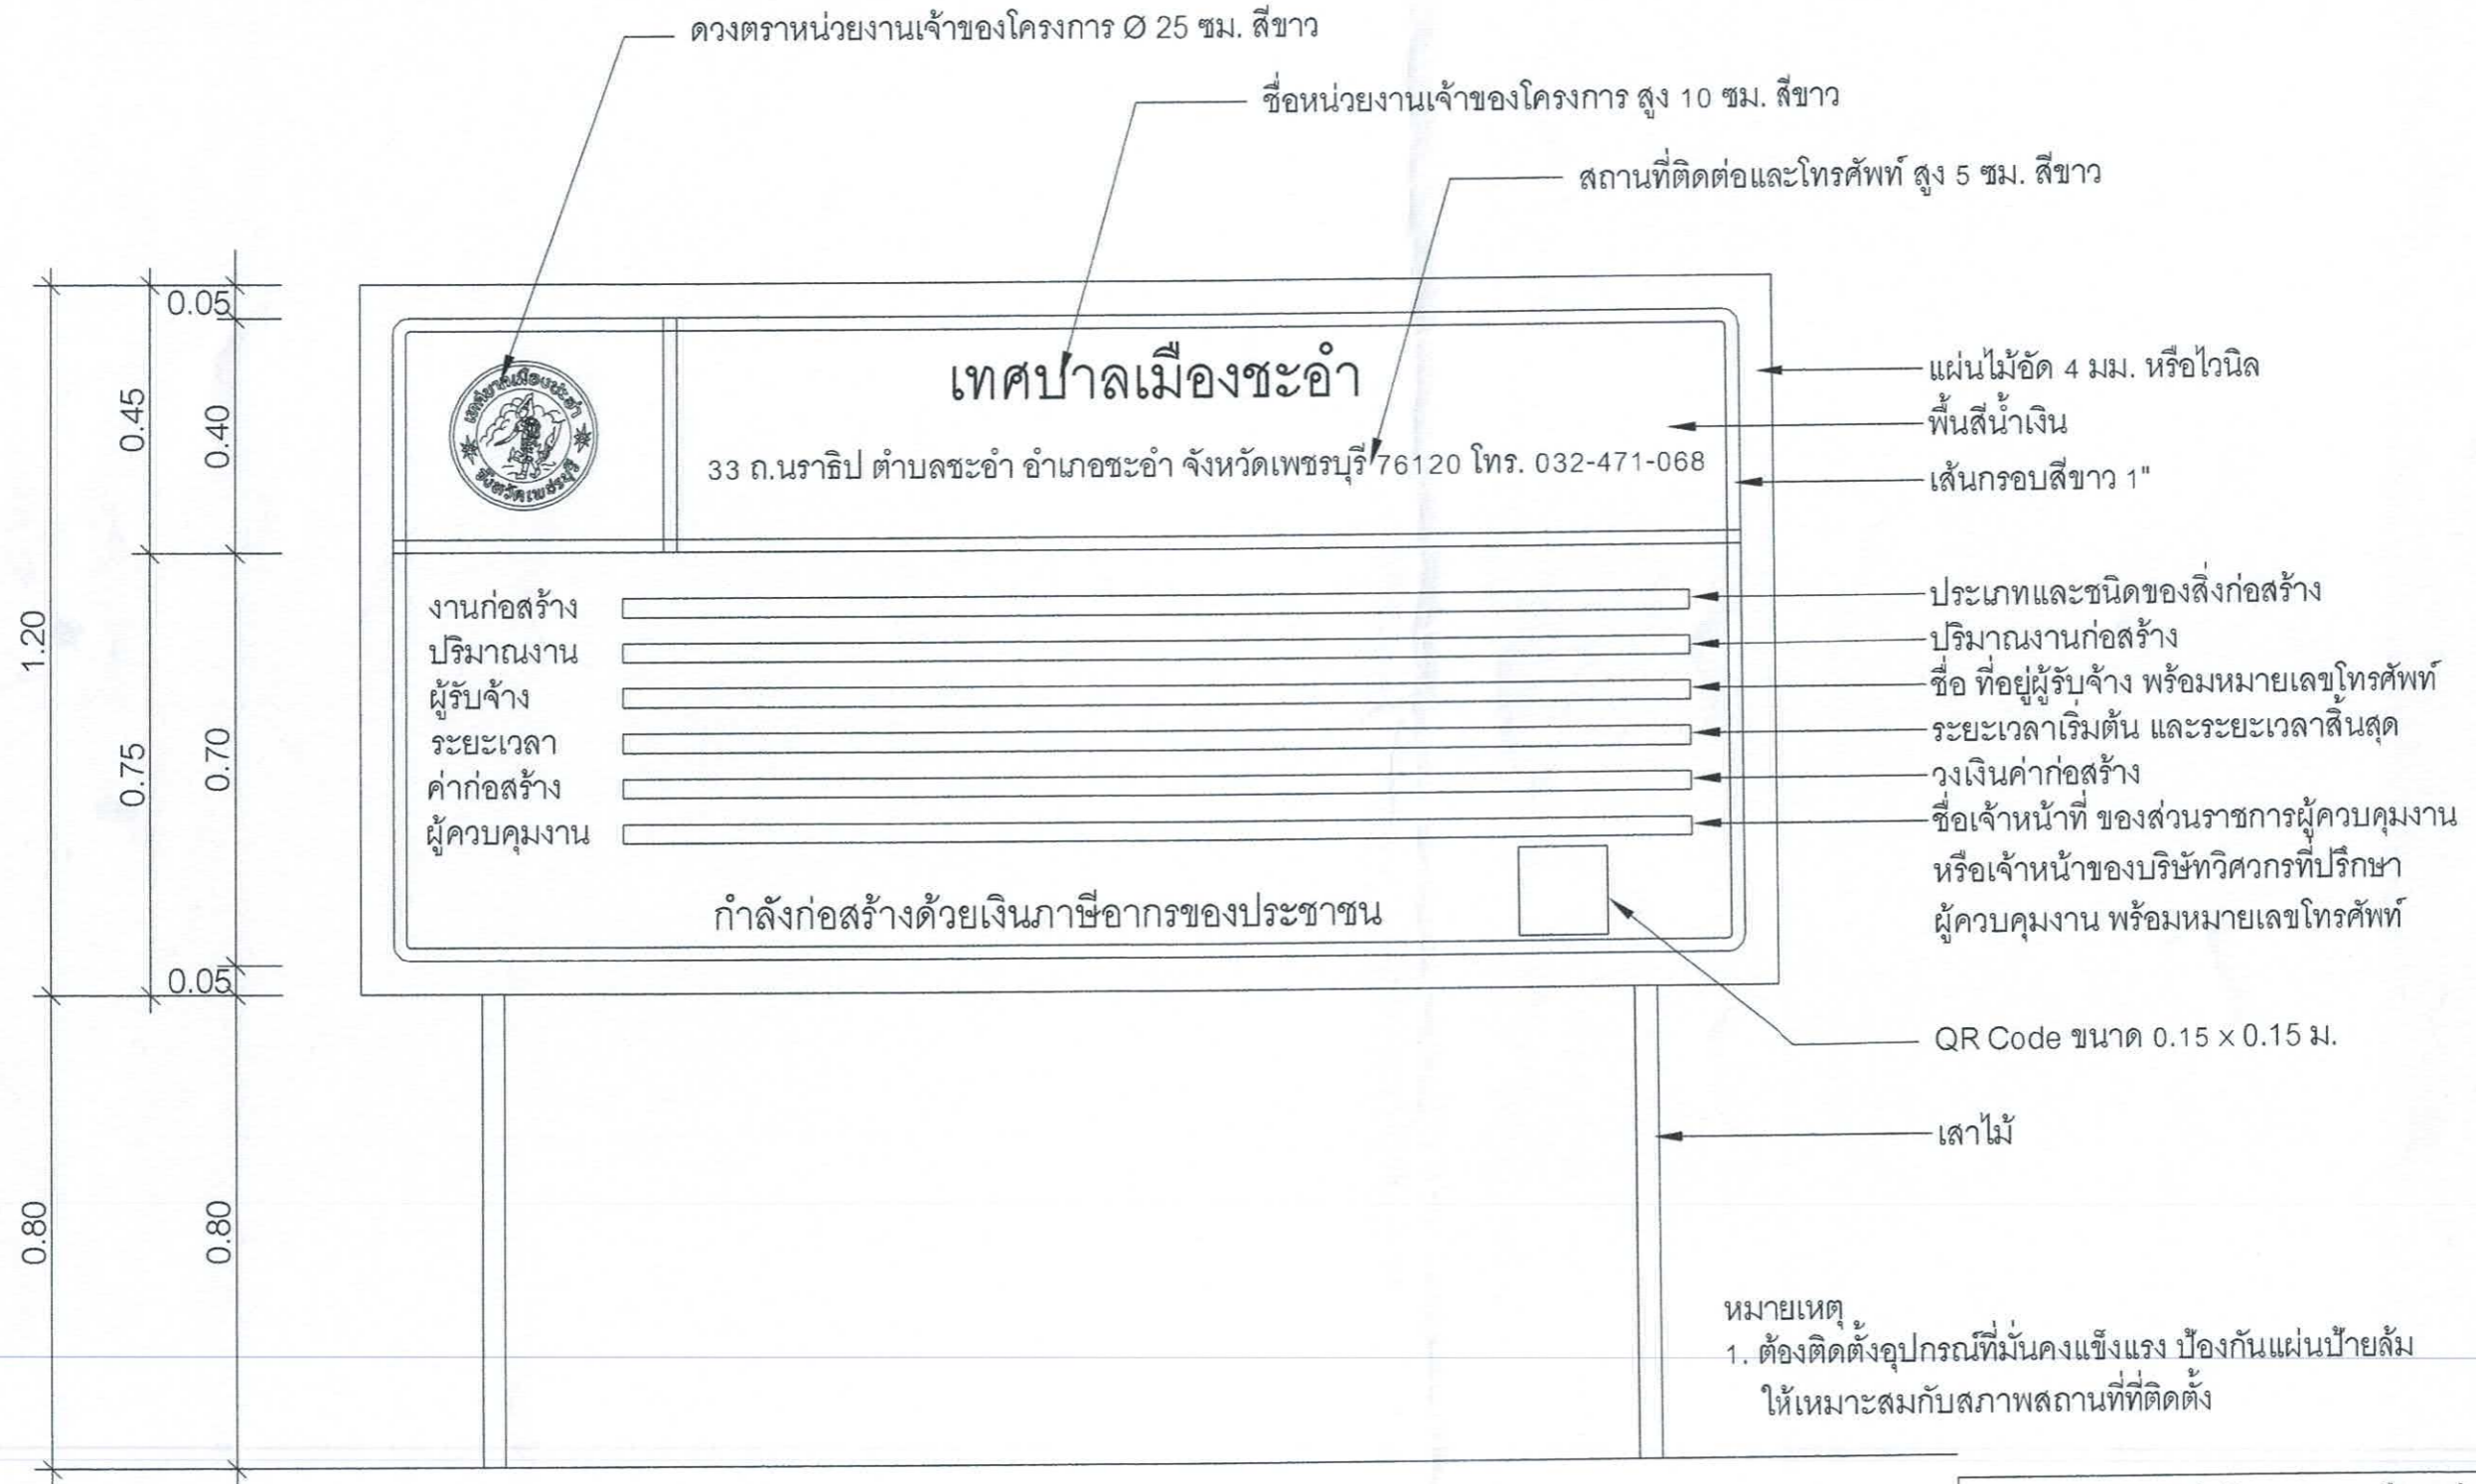 ดวงตราหน่วยงานเจ้าของโครงการ Ø 25 ซม. สีขาว
ชื่อหน่วยงานเจ้าของโครงการ สูง 10 ซม. สีขาว
สถานที่ติดต่อและโทรศัพท์ สูง 5 ซม. สีขาว
0.05
0.45
0.40
1.20
0.75
0.70
0.05
0.80
0.80
เทศบาลเมืองชะอำ
จังหวัดเพชรบุรี
เทศบาลเมืองชะอำ
33 ถ.นราธิป ตำบลชะอำ อำเภอชะอำ จังหวัดเพชรบุรี 76120 โทร. 032-471-068
แผ่นไม้อัด 4 มม. หรือไวนิล
พื้นสีน้ำเงิน
เส้นกรอบสีขาว 1"
งานก่อสร้าง
ปริมาณงาน
ผู้รับจ้าง
ระยะเวลา
ค่าก่อสร้าง
ผู้ควบคุมงาน
กำลังก่อสร้างด้วยเงินภาษีอากรของประชาชน
ประเภทและชนิดของสิ่งก่อสร้าง
ปริมาณงานก่อสร้าง
ชื่อ ที่อยู่ผู้รับจ้าง พร้อมหมายเลขโทรศัพท์
ระยะเวลาเริ่มต้น และระยะเวลาสิ้นสุด
วงเงินค่าก่อสร้าง
ชื่อเจ้าหน้าที่ ของส่วนราชการผู้ควบคุมงาน
หรือเจ้าหน้าของบริษัทวิศวกรที่ปรึกษา
ผู้ควบคุมงาน พร้อมหมายเลขโทรศัพท์
QR Code ขนาด 0.15 x 0.15 ม.
เสาไม้
หมายเหตุ
1. ต้องติดตั้งอุปกรณ์ที่มั่นคงแข็งแรง ป้องกันแผ่นป้ายล้ม
ให้เหมาะสมกับสภาพสถานที่ที่ติดตั้ง